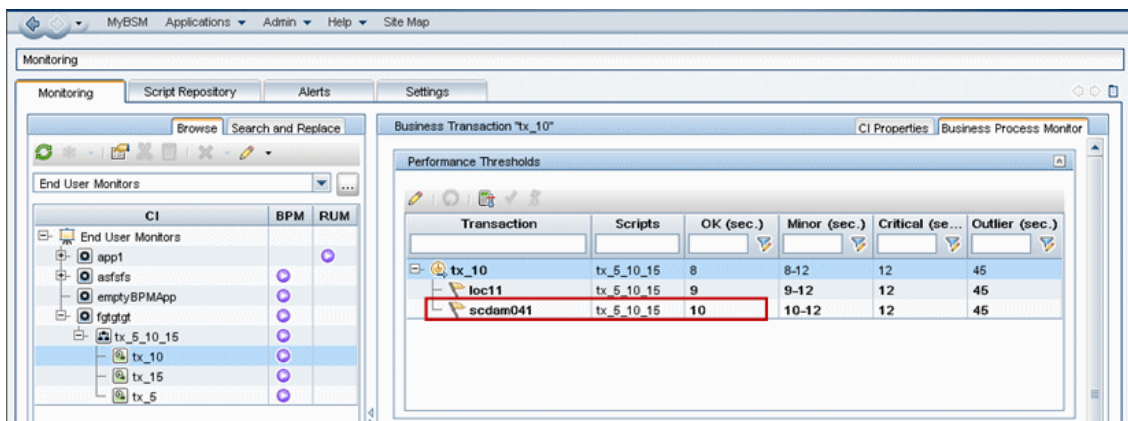 MyBSM Applications Admin Help Site Map
Monitoring
Monitoring Script Repository Alerts Settings
Browse Search and Replace
End User Monitors ...
CI BPM RUM
End User Monitors
app1
asfsfs
emptyBPMApp
fgtgtgt
tx_5_10_15
tx_10
tx_15
tx_5
Business Transaction "tx_10" CI Properties Business Process Monitor
Performance Thresholds
Transaction Scripts OK (sec.) Minor (sec.) Critical (se... Outlier (sec.)
tx_10 tx_5_10_15 8 8-12 12 45
loc11 tx_5_10_15 9 9-12 12 45
scdam041 tx_5_10_15 10 10-12 12 45